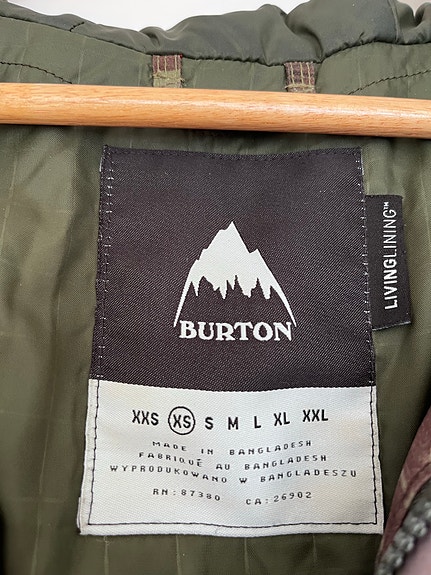 BURTON
LIVINGLINING™
XXS XS S M L XL XXL
MADE IN BANGLADESH
FABRIQUÉ AU BANGLADESH
WYPRODUKOWANO W BANGLADESZU
RN: 87380 CA: 26902